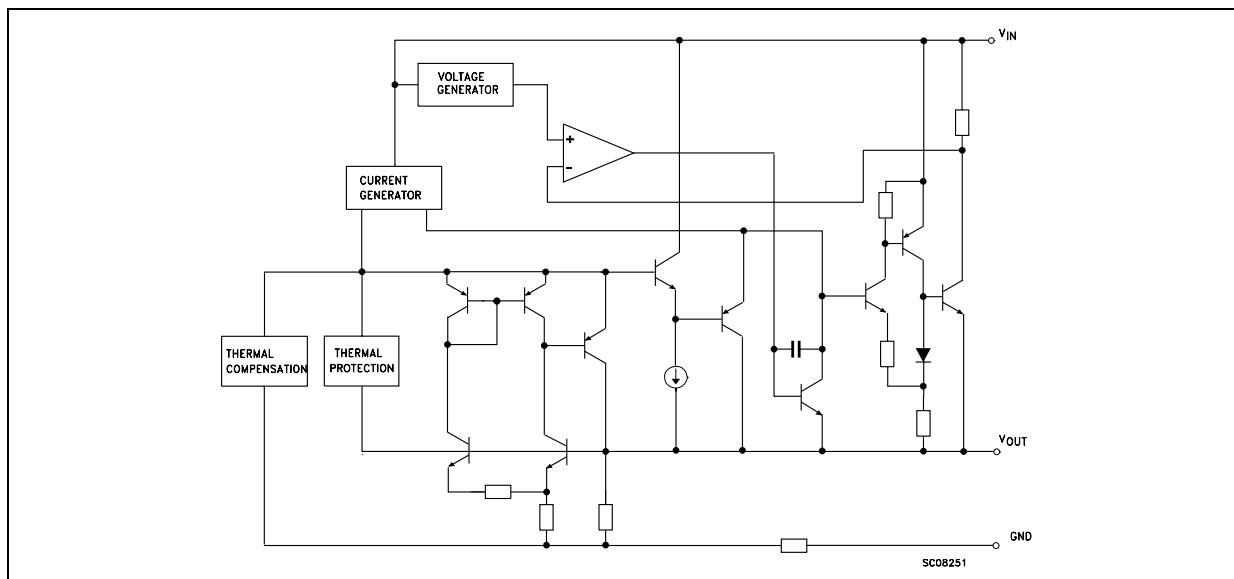 VIN
VOLTAGE
GENERATOR
+
-
CURRENT
GENERATOR
THERMAL
COMPENSATION
THERMAL
PROTECTION
VOUT
GND
SC08251